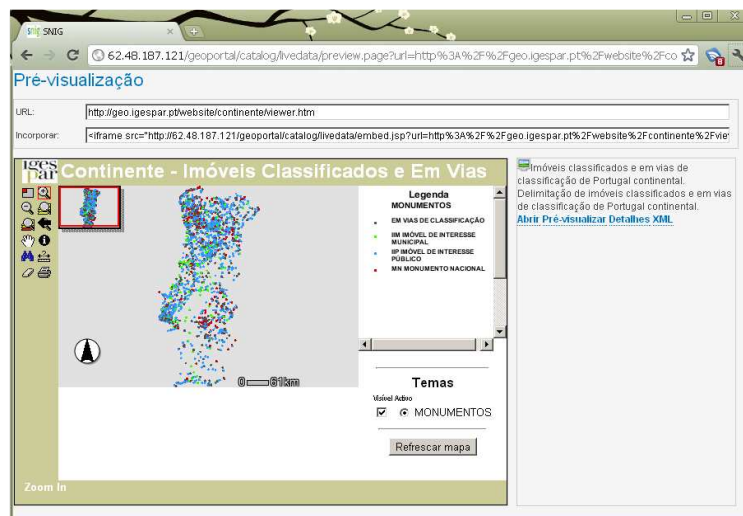 SNIG
62.48.187.121/geoportal/catalog/livedata/preview.page?url=http%3A%2F%2Fgeo.igespar.pt%2Fwebsite%2Fco
Pré-visualização
URL:
http://geo.igespar.pt/website/continente/viewer.htm
Incorporar:
<iframe src="http://62.48.187.121/geoportal/catalog/livedata/embed.jsp?url=http%3A%2F%2Fgeo.igespar.pt%2Fwebsite%2Fcontinente%2Fvie
iges
par
Continente - Imóveis Classificados e Em Vias
Legenda
MONUMENTOS
EM VIAS DE CLASSIFICAÇÃO
IIM IMÓVEL DE INTERESSE
MUNICIPAL
IIP IMÓVEL DE INTERESSE
PÚBLICO
MN MONUMENTO NACIONAL
0 61km
Temas
Visível Activo
MONUMENTOS
Refrescar mapa
Zoom In
Imóveis classificados e em vias de
classificação de Portugal continental.
Delimitação de imóveis classificados e em vias
de classificação de Portugal continental.
Abrir Pré-visualizar Detalhes XML